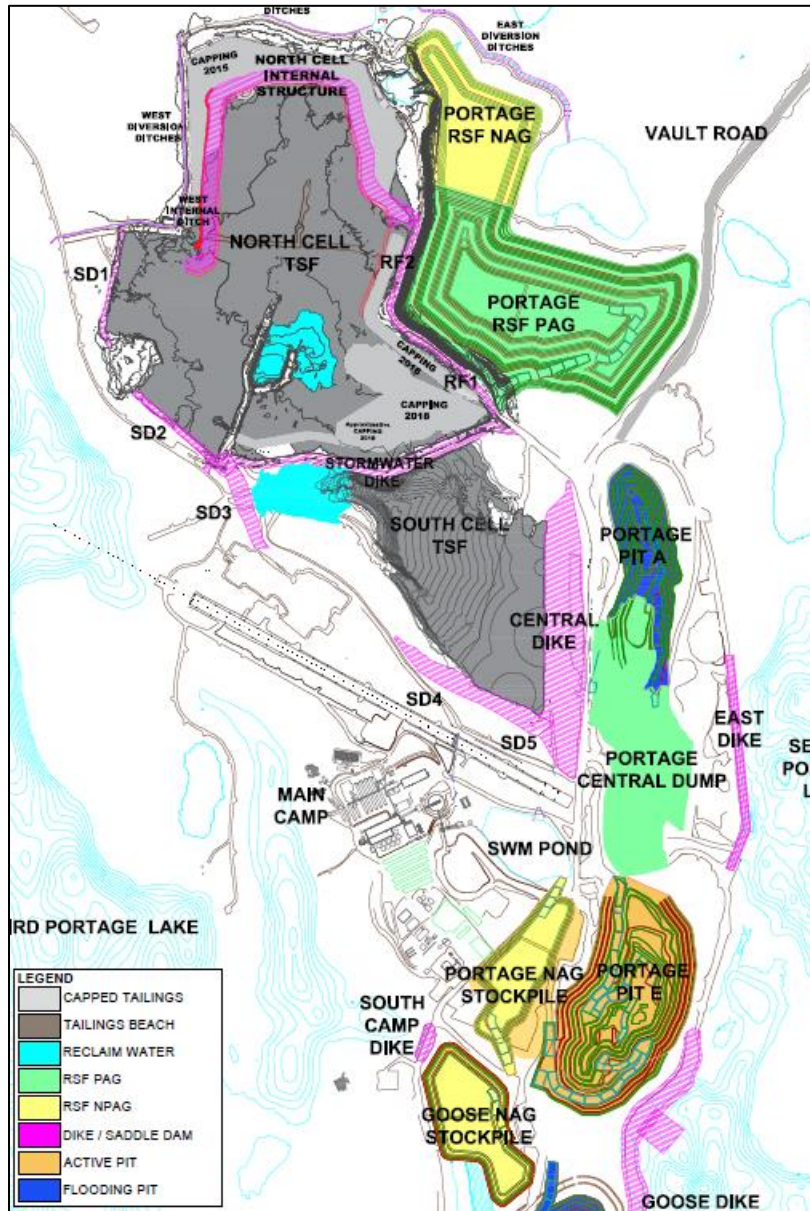 DITCHES
EAST
DIVERSION
DITCHES
CAPPING
2015
NORTH CELL
INTERNAL
STRUCTURE
PORTAGE
RSF NAG
VAULT ROAD
WEST
DIVERSION
DITCHES
WEST
INTERNAL
DITCH
NORTH CELL
TSF
SD1
RF2
PORTAGE
RSF PAG
CAPPING
2016
RF1
CAPPING
2018
SD2
STORMWATER
DIKE
SD3
SOUTH CELL
TSF
PORTAGE
PIT A
CENTRAL
DIKE
SD4
SD5
EAST
DIKE
SE
PO
L
PORTAGE
CENTRAL DUMP
MAIN
CAMP
SWM POND
IRD PORTAGE LAKE
PORTAGE NAG
STOCKPILE
PORTAGE
PIT E
SOUTH
CAMP
DIKE
GOOSE NAG
STOCKPILE
GOOSE DIKE
LEGEND
CAPPED TAILINGS
TAILINGS BEACH
RECLAIM WATER
RSF PAG
RSF NPAG
DIKE / SADDLE DAM
ACTIVE PIT
FLOODING PIT